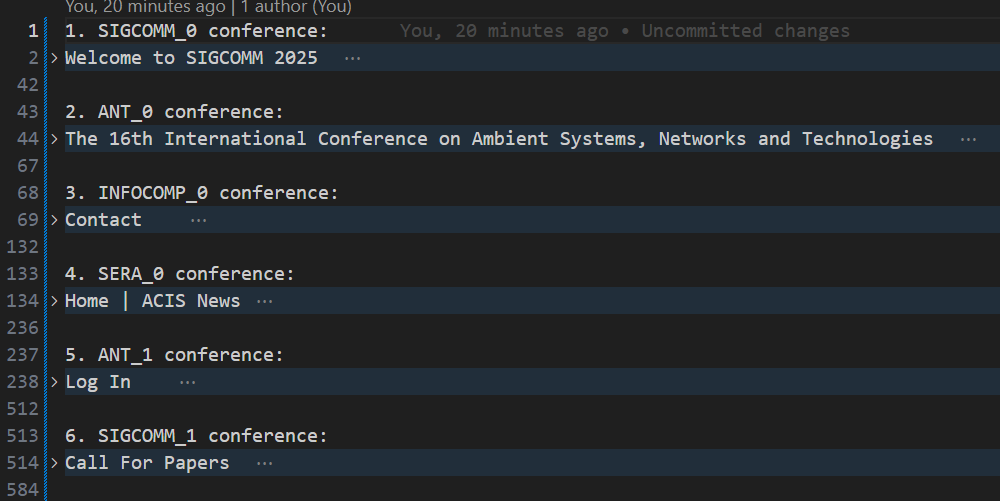 You, 20 minutes ago | 1 author (You)
1 1. SIGCOMM_0 conference: You, 20 minutes ago • Uncommitted changes
2 > Welcome to SIGCOMM 2025 ...
42
43 2. ANT_0 conference:
44 > The 16th International Conference on Ambient Systems, Networks and Technologies ...
67
68 3. INFOCOMP_0 conference:
69 > Contact ...
132
133 4. SERA_0 conference:
134 > Home | ACIS News ...
236
237 5. ANT_1 conference:
238 > Log In ...
512
513 6. SIGCOMM_1 conference:
514 > Call For Papers ...
584